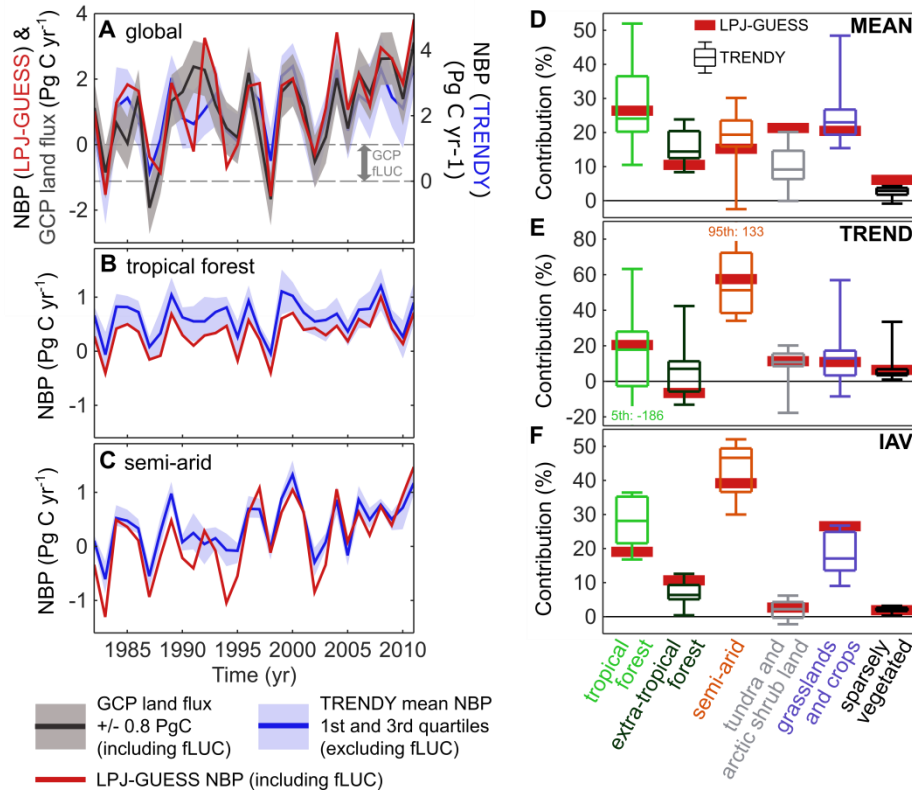 A global
NBP (LPJ-GUESS) &
GCP land flux (Pg C yr⁻¹)
4
2
0
-2
4
2
0
NBP (TRENDY)
(Pg C yr-1)
GCP
fLUC
B tropical forest
NBP (Pg C yr⁻¹)
1
0
-1
C semi-arid
NBP (Pg C yr⁻¹)
1
0
-1
1985 1990 1995 2000 2005 2010
Time (yr)
GCP land flux
+/- 0.8 PgC
(including fLUC)
TRENDY mean NBP
1st and 3rd quartiles
(excluding fLUC)
LPJ-GUESS NBP (including fLUC)
D
LPJ-GUESS
TRENDY
MEAN
Contribution (%)
50
40
30
20
10
0
E
95th: 133
TREND
Contribution (%)
60
40
20
0
-20
5th: -186
F
IAV
Contribution (%)
50
40
30
20
10
0
tropical
forest
extra-tropical
forest
semi-arid
tundra and
arctic shrub land
grasslands
and crops
sparsely
vegetated